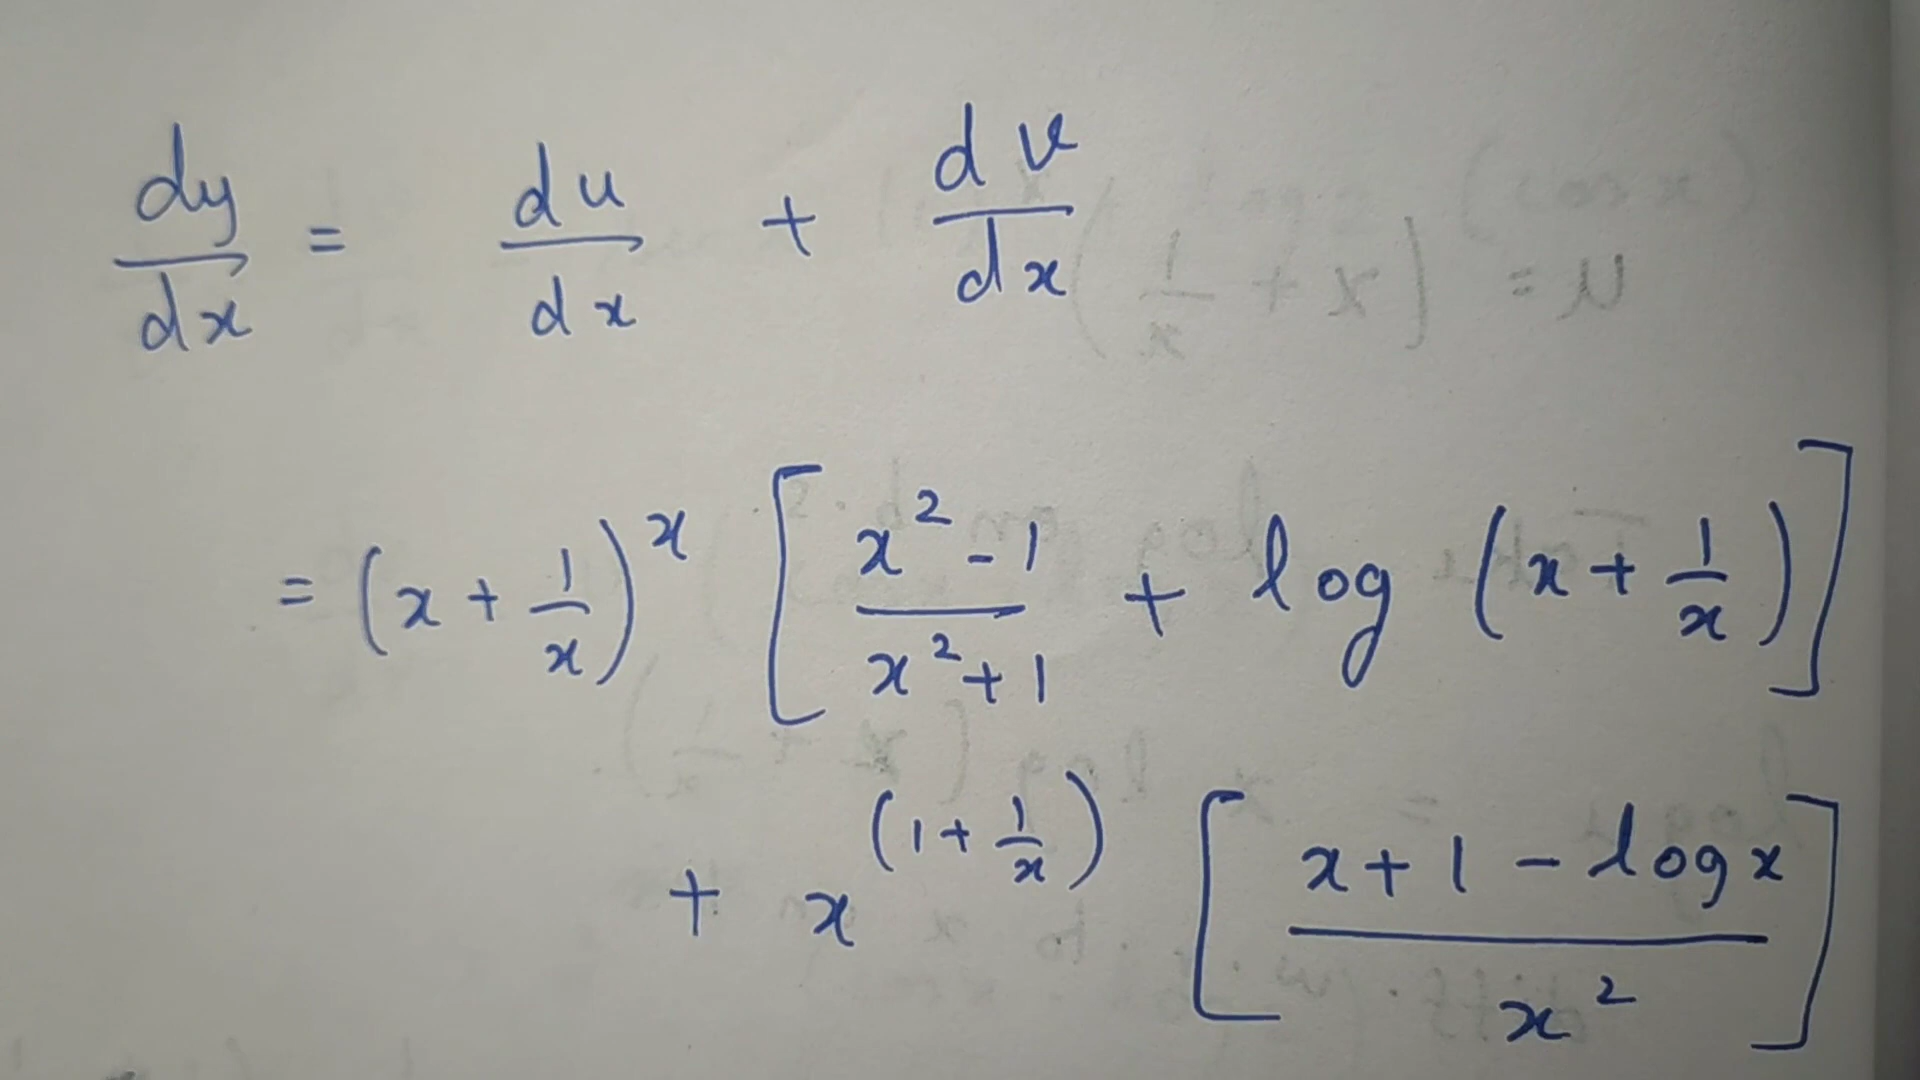 dy/dx = du/dx + dv/dx
= (x + 1/x)^x [ (x^2 - 1)/(x^2 + 1) + log (x + 1/x) ]
+ x^(1 + 1/x) [ (x + 1 - log x)/x^2 ]